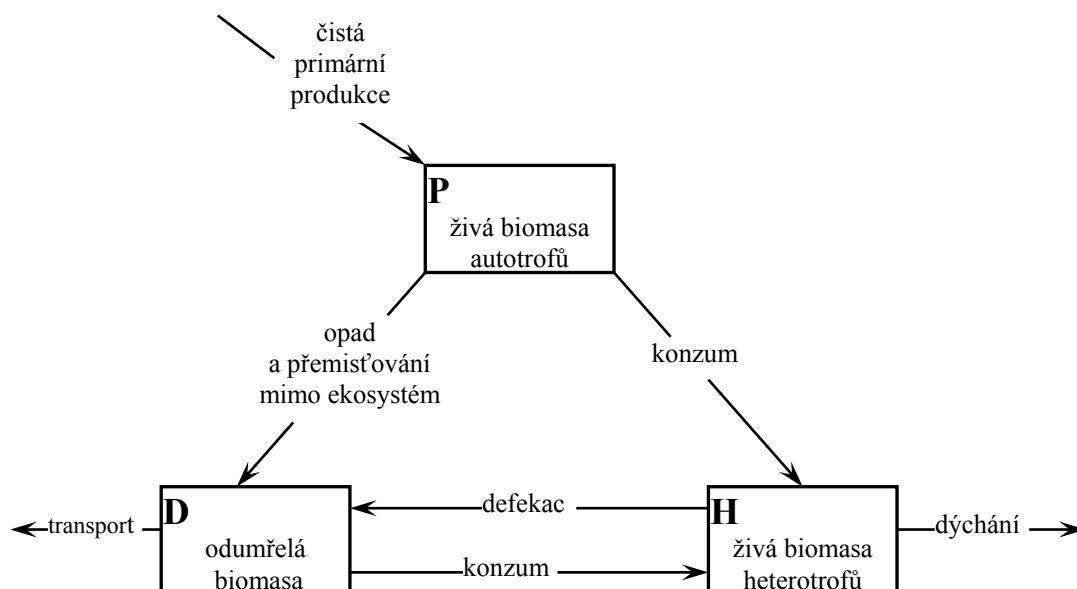 čistá
primární
produkce
P
živá biomasa
autotrofů
opad
a přemisťování
mimo ekosystém
konzum
transport
D
odumřelá
biomasa
defekac
konzum
H
živá biomasa
heterotrofů
dýchání